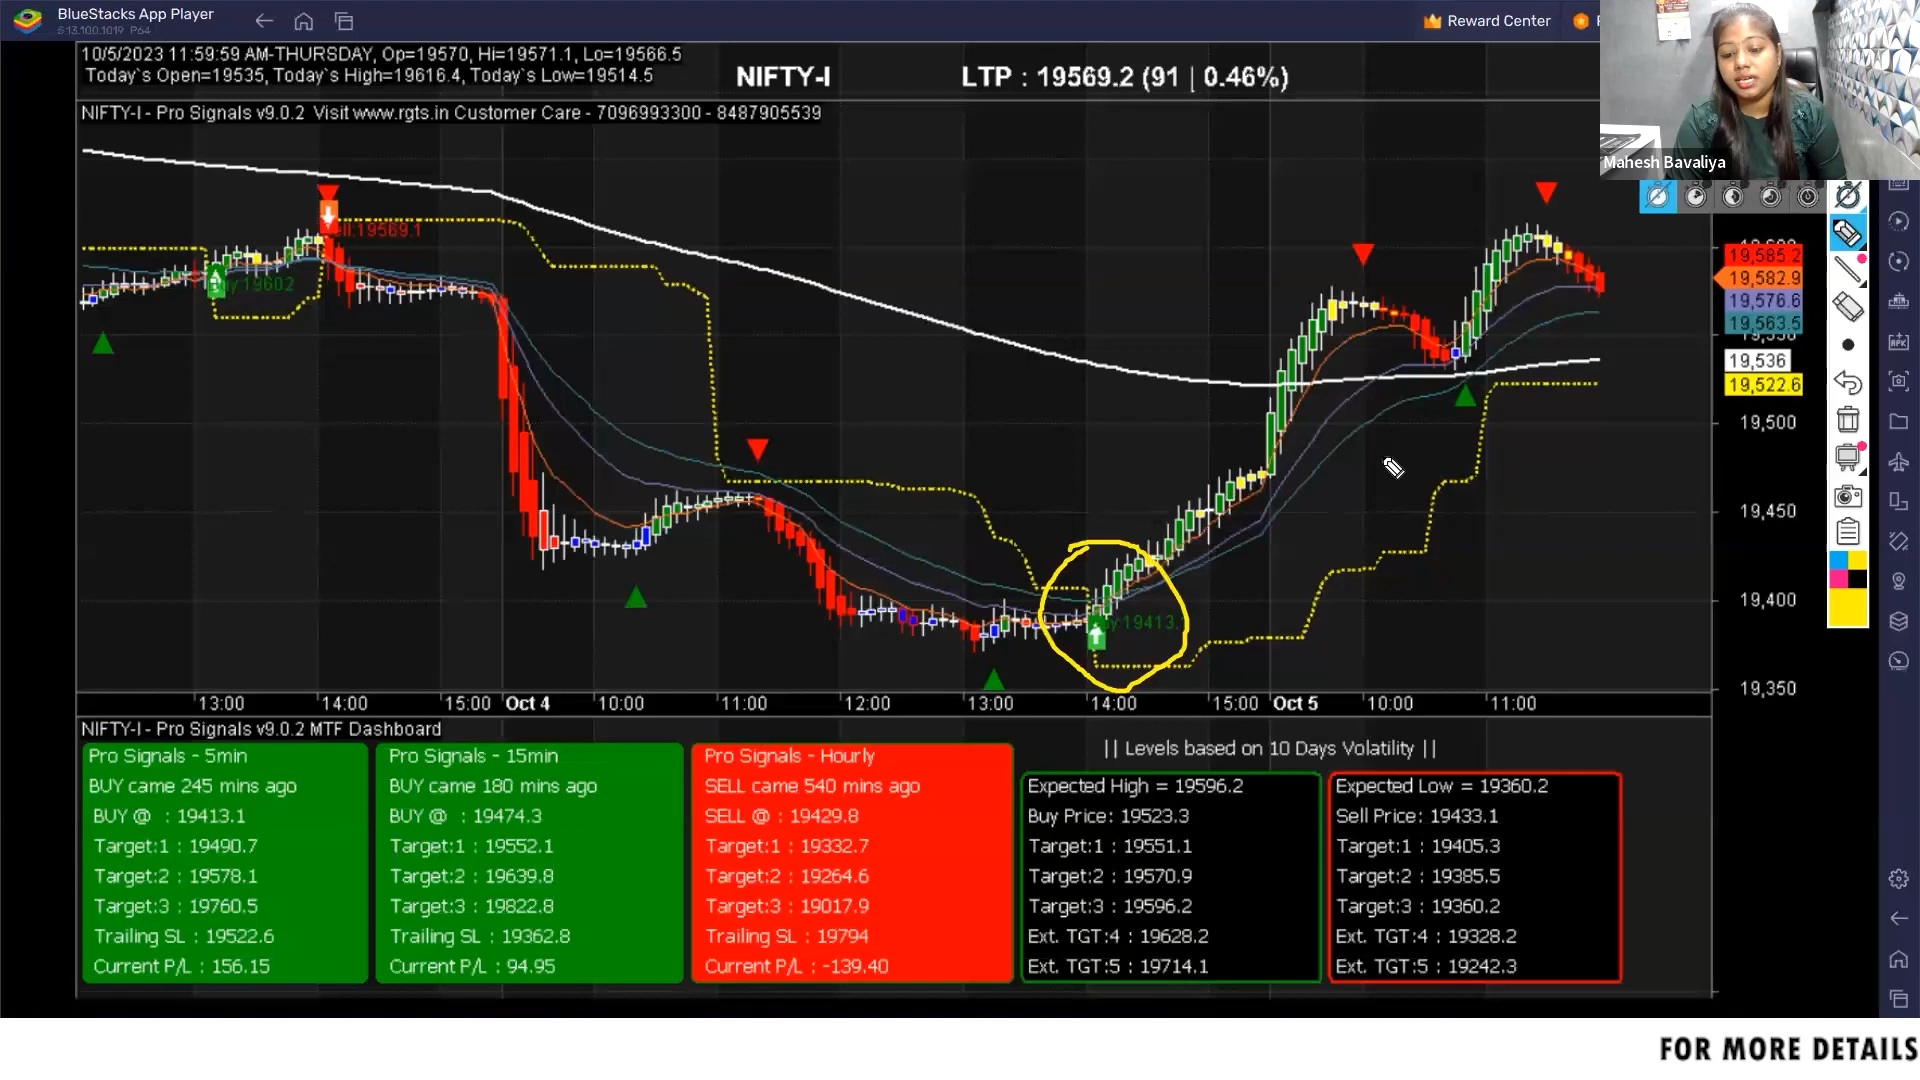 BlueStacks App Player
5.13.100.1019 P64
Reward Center
10/5/2023 11:59:59 AM-THURSDAY, Op=19570, Hi=19571.1, Lo=19566.5
Today`s Open=19535, Today`s High=19616.4, Today`s Low=19514.5
NIFTY-I
LTP : 19569.2 (91 | 0.46%)
NIFTY-I - Pro Signals v9.0.2 Visit www.rgts.in Customer Care - 7096993300 - 8487905539
Mahesh Bavaliya
19569.1
19602
19413.
19,585.2
19,582.9
19,576.6
19,563.5
19,536
19,522.6
19,500
19,450
19,400
19,350
13:00 14:00 15:00 Oct 4 10:00 11:00 12:00 13:00 14:00 15:00 Oct 5 10:00 11:00
NIFTY-I - Pro Signals v9.0.2 MTF Dashboard
Pro Signals - 5min
BUY came 245 mins ago
BUY @ : 19413.1
Target:1 : 19490.7
Target:2 : 19578.1
Target:3 : 19760.5
Trailing SL : 19522.6
Current P/L : 156.15
Pro Signals - 15min
BUY came 180 mins ago
BUY @ : 19474.3
Target:1 : 19552.1
Target:2 : 19639.8
Target:3 : 19822.8
Trailing SL : 19362.8
Current P/L : 94.95
Pro Signals - Hourly
SELL came 540 mins ago
SELL @ : 19429.8
Target:1 : 19332.7
Target:2 : 19264.6
Target:3 : 19017.9
Trailing SL : 19794
Current P/L : -139.40
|| Levels based on 10 Days Volatility ||
Expected High = 19596.2
Buy Price: 19523.3
Target:1 : 19551.1
Target:2 : 19570.9
Target:3 : 19596.2
Ext. TGT:4 : 19628.2
Ext. TGT:5 : 19714.1
Expected Low = 19360.2
Sell Price: 19433.1
Target:1 : 19405.3
Target:2 : 19385.5
Target:3 : 19360.2
Ext. TGT:4 : 19328.2
Ext. TGT:5 : 19242.3
FOR MORE DETAILS